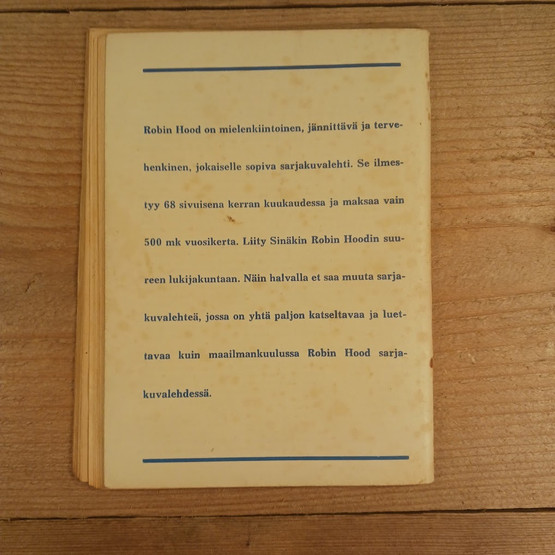 Robin Hood on mielenkiintoinen, jännittävä ja terve-
henkinen, jokaiselle sopiva sarjakuvalehti. Se ilmes-
tyy 68 sivuisena kerran kuukaudessa ja maksaa vain
500 mk vuosikerta. Liity Sinäkin Robin Hoodin suu-
reen lukijakuntaan. Näin halvalla et saa muuta sarja-
kuvalehteä, jossa on yhtä paljon katseltavaa ja luet-
tavaa kuin maailmankuulussa Robin Hood sarja-
kuvalehdessä.